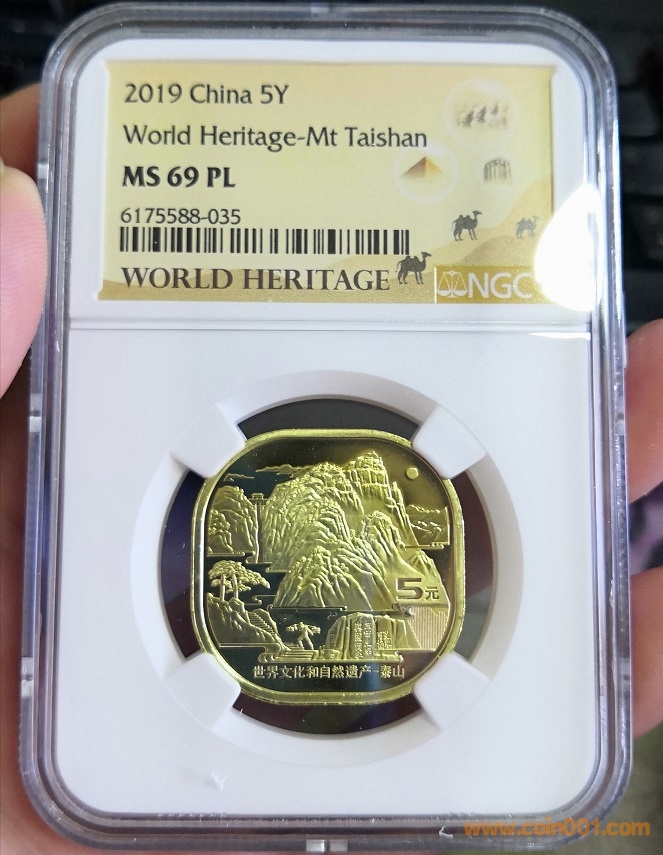 2019 China 5Y
World Heritage-Mt Taishan
MS 69 PL
6175588-035
WORLD HERITAGE
NGC
5元
世界文化和自然遗产-泰山
www.coin001.com